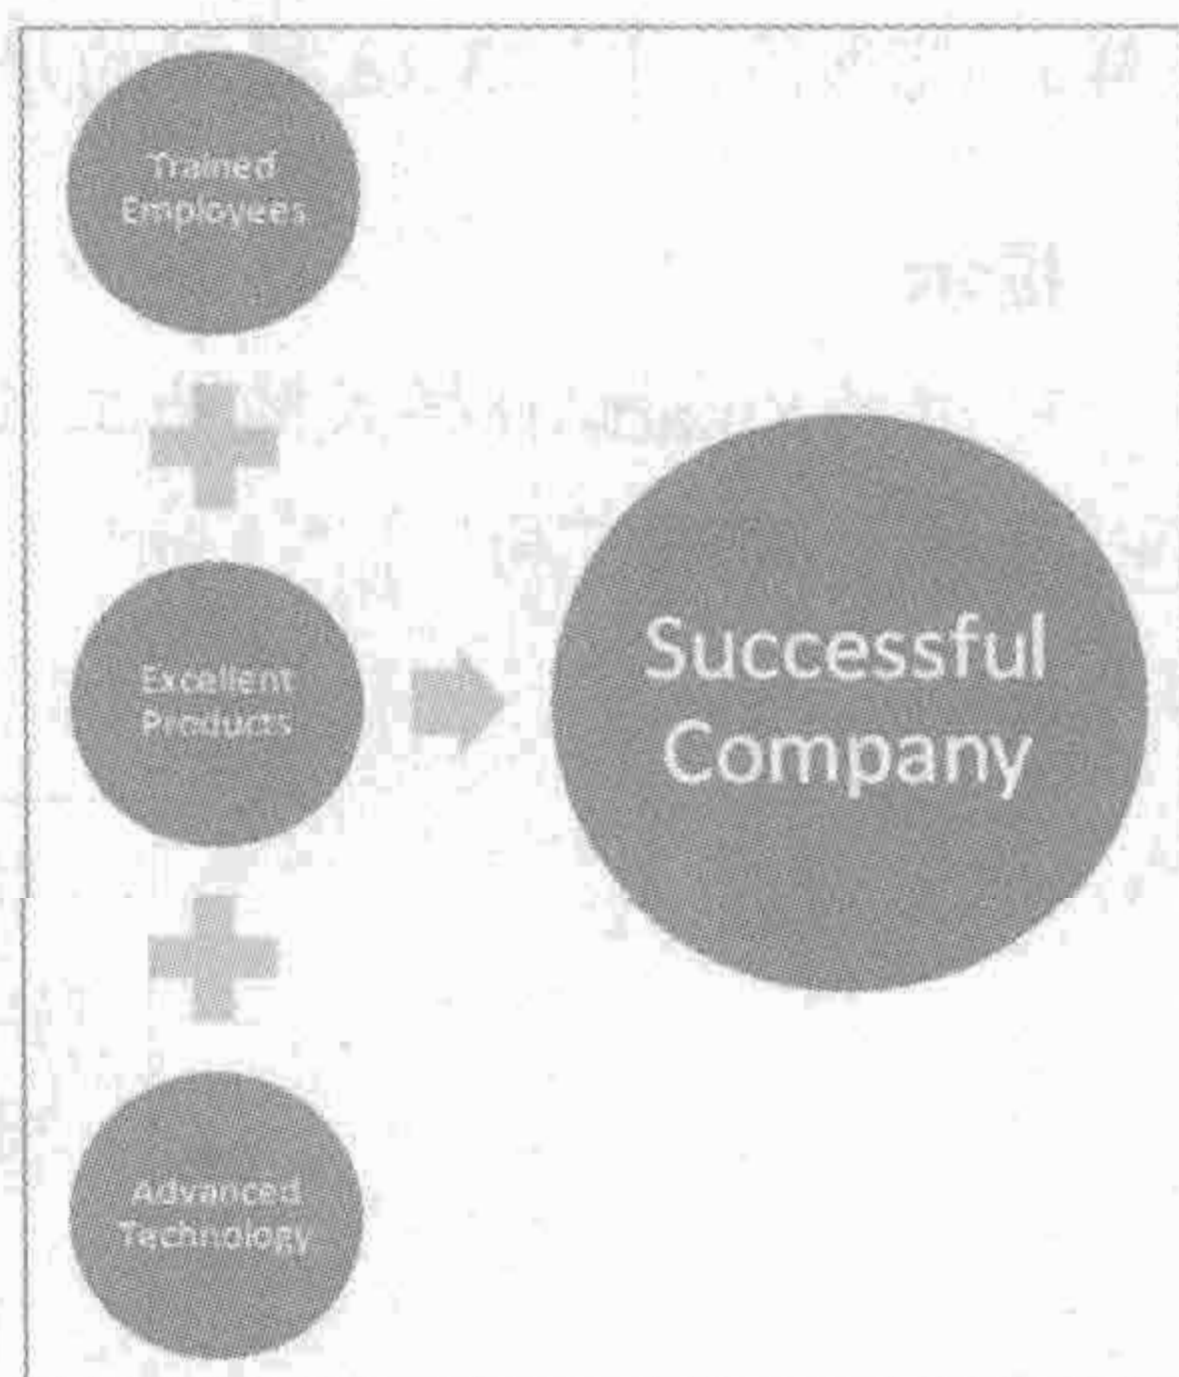 Trained
Employees
Excellent
Products
Successful
Company
Advanced
Technology